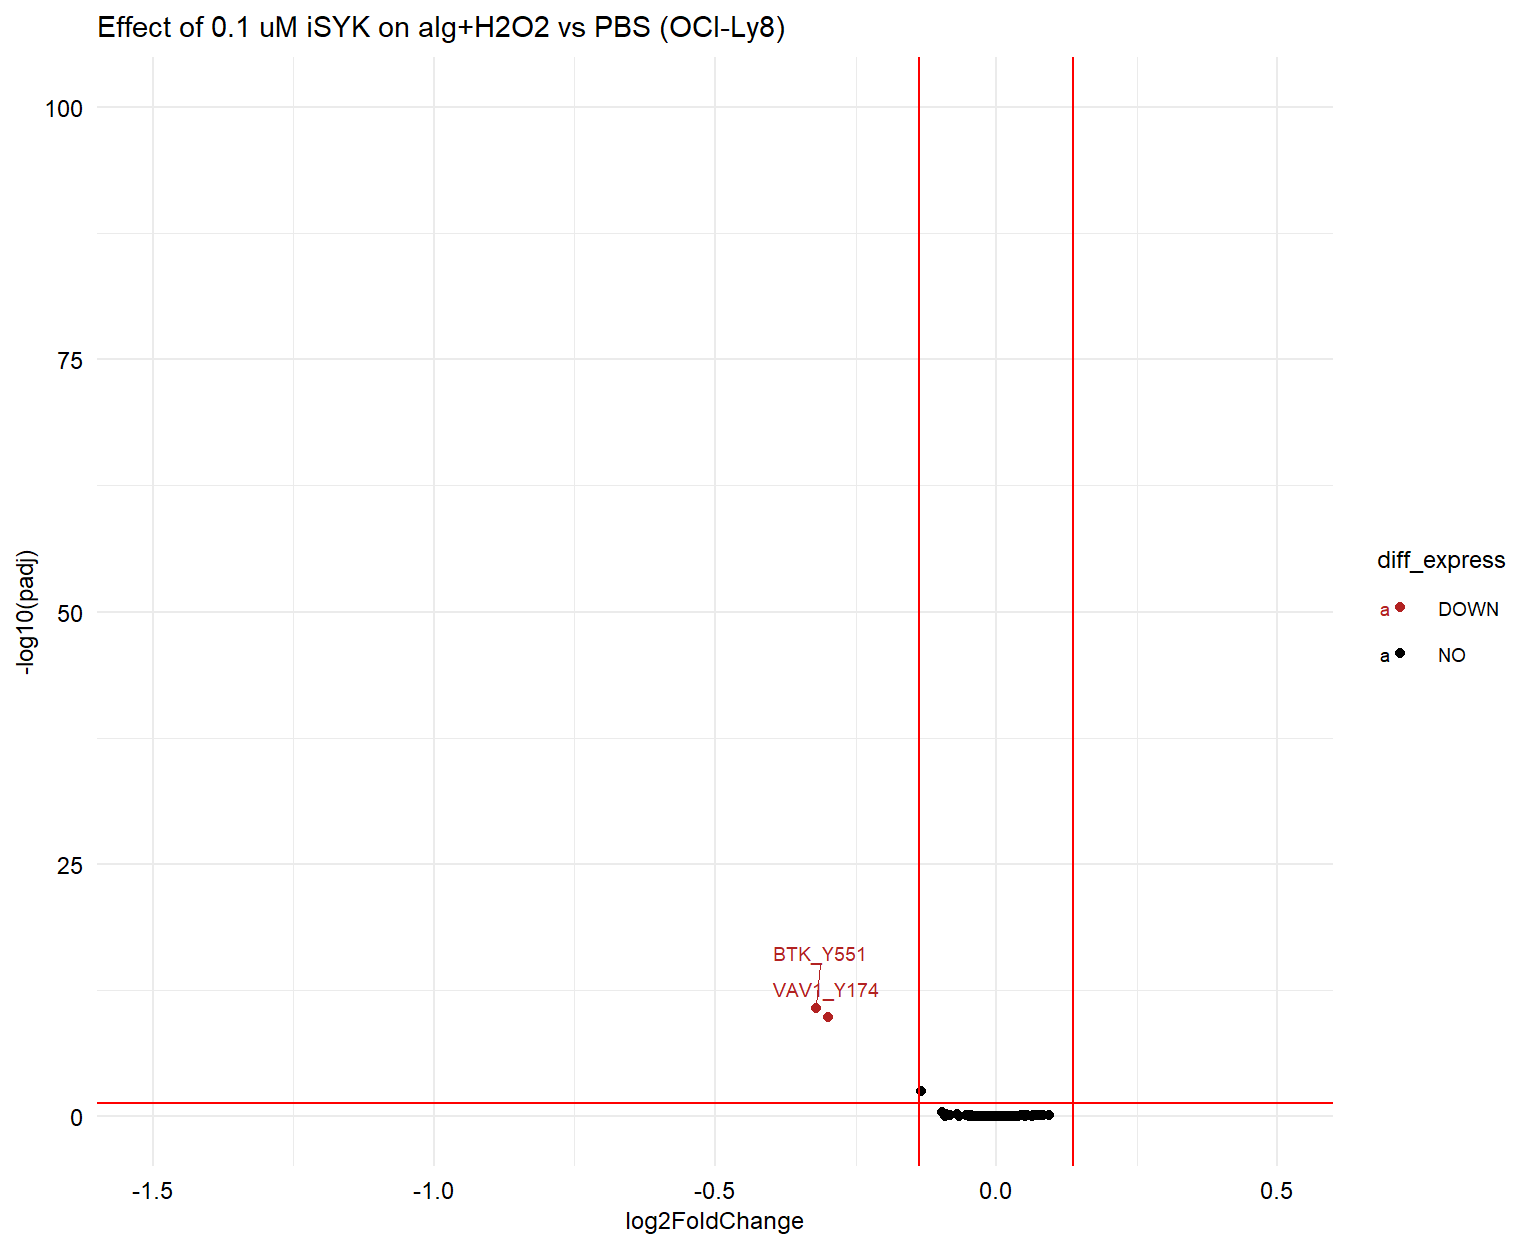 Effect of 0.1 uM iSYK on aIg+H2O2 vs PBS (OCI-Ly8)
100
75
50
25
0
-log10(padj)
BTK_Y551
VAV1_Y174
-1.5
-1.0
-0.5
0.0
0.5
log2FoldChange
diff_express
a DOWN
a NO